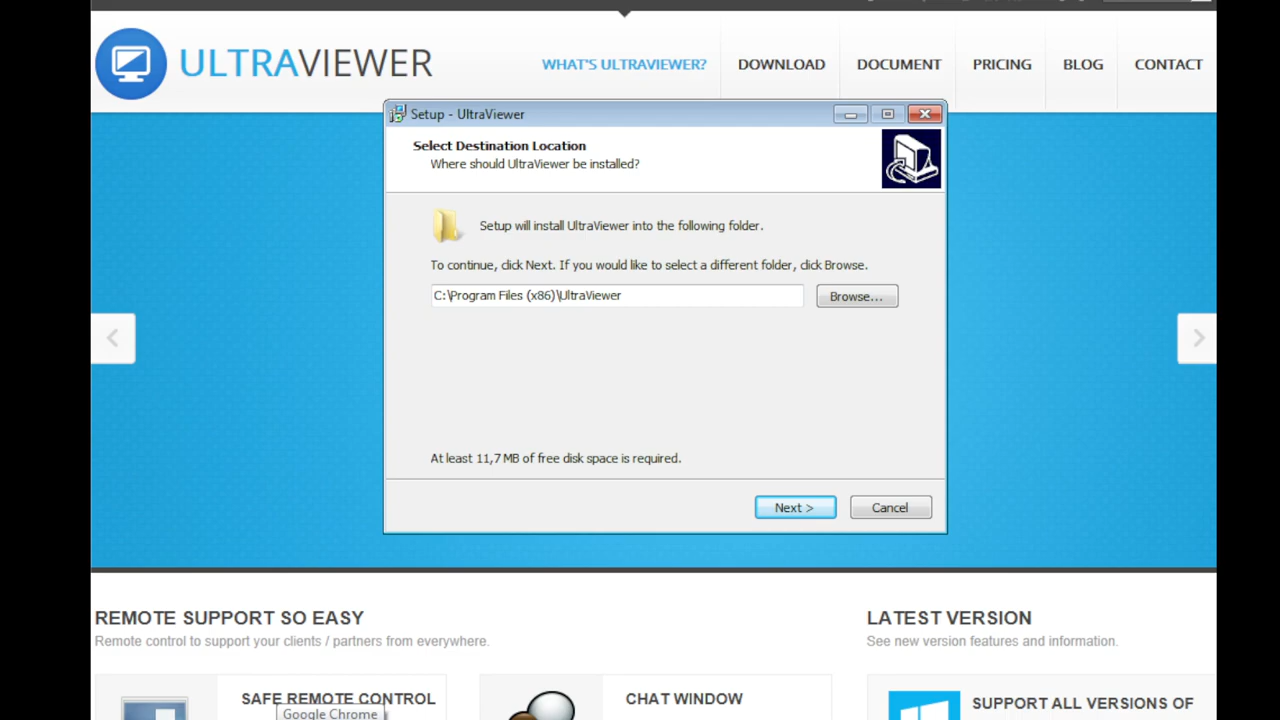 ULTRAVIEWER
WHAT'S ULTRAVIEWER? DOWNLOAD DOCUMENT PRICING BLOG CONTACT
Setup - UltraViewer
Select Destination Location
Where should UltraViewer be installed?
Setup will install UltraViewer into the following folder.
To continue, click Next. If you would like to select a different folder, click Browse.
C:\Program Files (x86)\UltraViewer
Browse...
At least 11,7 MB of free disk space is required.
Next >
Cancel
REMOTE SUPPORT SO EASY
Remote control to support your clients / partners from everywhere.
LATEST VERSION
See new version features and information.
SAFE REMOTE CONTROL
Google Chrome
CHAT WINDOW
SUPPORT ALL VERSIONS OF